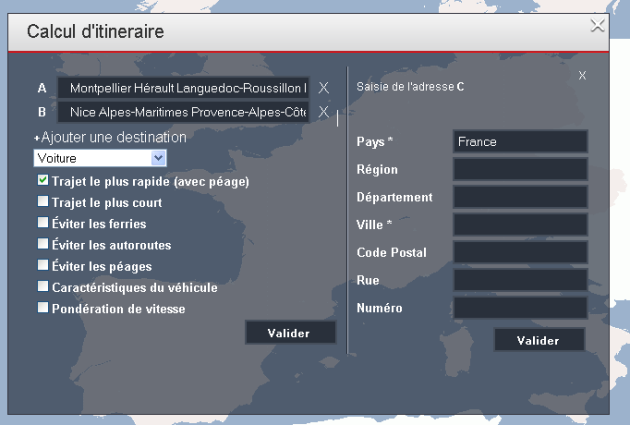 Calcul d'itineraire
A Montpellier Hérault Languedoc-Roussillon X
B Nice Alpes-Maritimes Provence-Alpes-Côte X
+Ajouter une destination
Voiture
Trajet le plus rapide (avec péage)
Trajet le plus court
Éviter les ferries
Éviter les autoroutes
Éviter les péages
Caractéristiques du véhicule
Pondération de vitesse
Valider
X
Saisie de l'adresse C
Pays * France
Région
Département
Ville *
Code Postal
Rue
Numéro
Valider